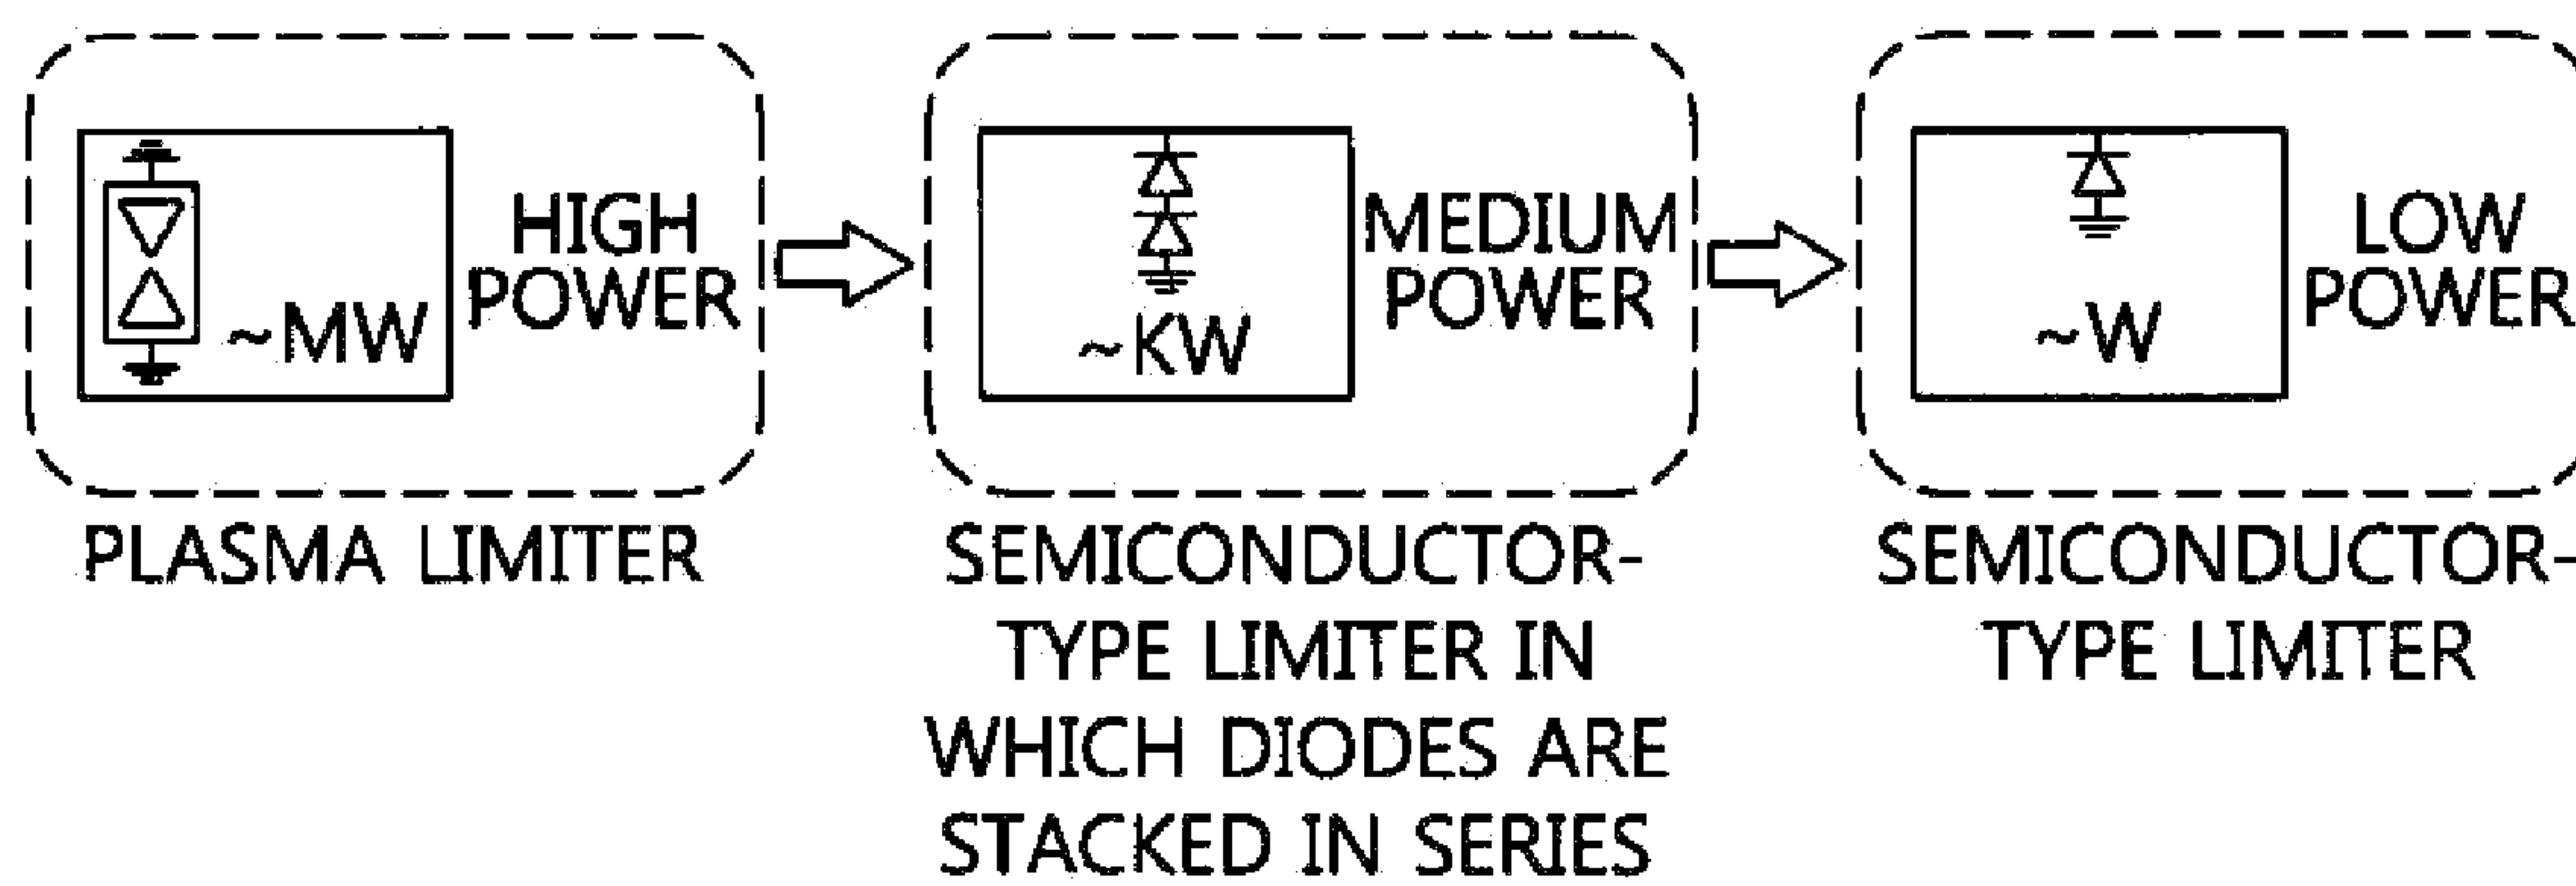 HIGH
POWER
~MW
MEDIUM
POWER
~KW
LOW
POWER
~W
PLASMA LIMITER
SEMICONDUCTOR-
TYPE LIMITER IN
WHICH DIODES ARE
STACKED IN SERIES
SEMICONDUCTOR-
TYPE LIMITER